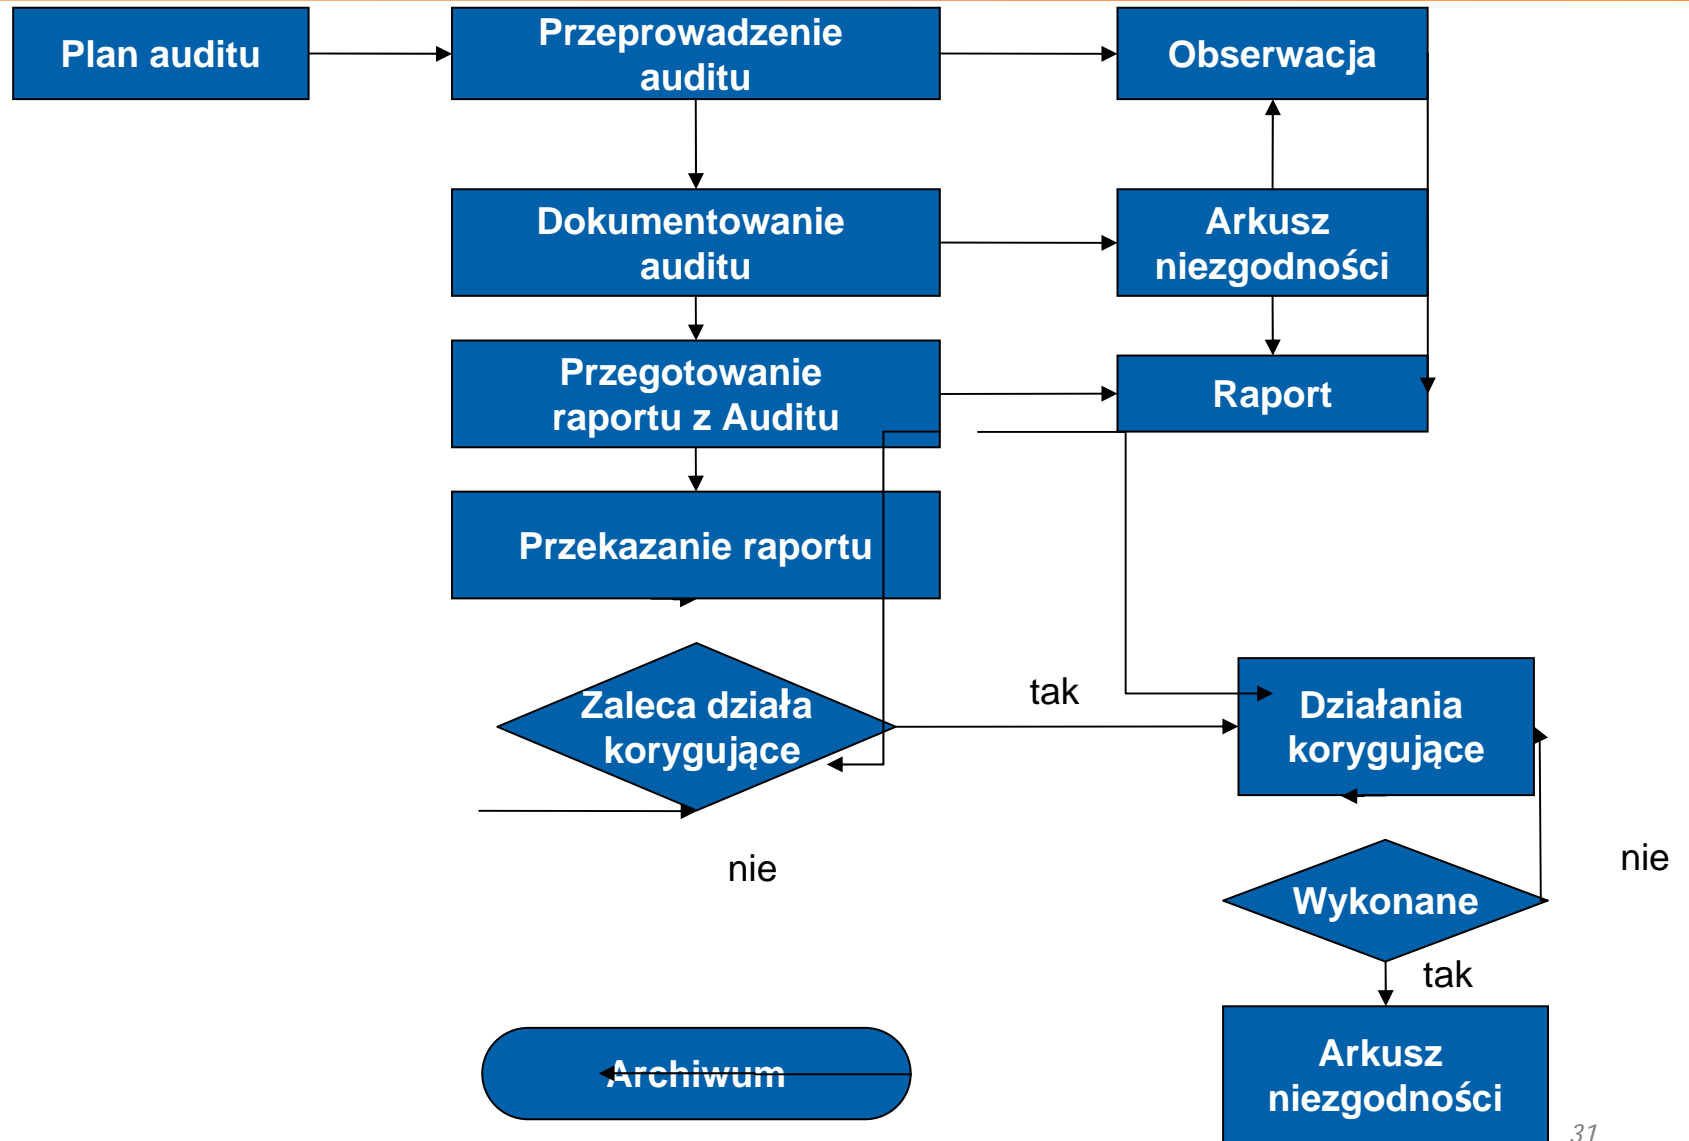 Plan auditu
Przeprowadzenie
auditu
Obserwacja
Dokumentowanie
auditu
Arkusz
niezgodności
Przegotowanie
raportu z Auditu
Raport
Przekazanie raportu
Zaleca działa
korygujące
tak
Działania
korygujące
nie
nie
Wykonane
tak
Archiwum
Arkusz
niezgodności
31